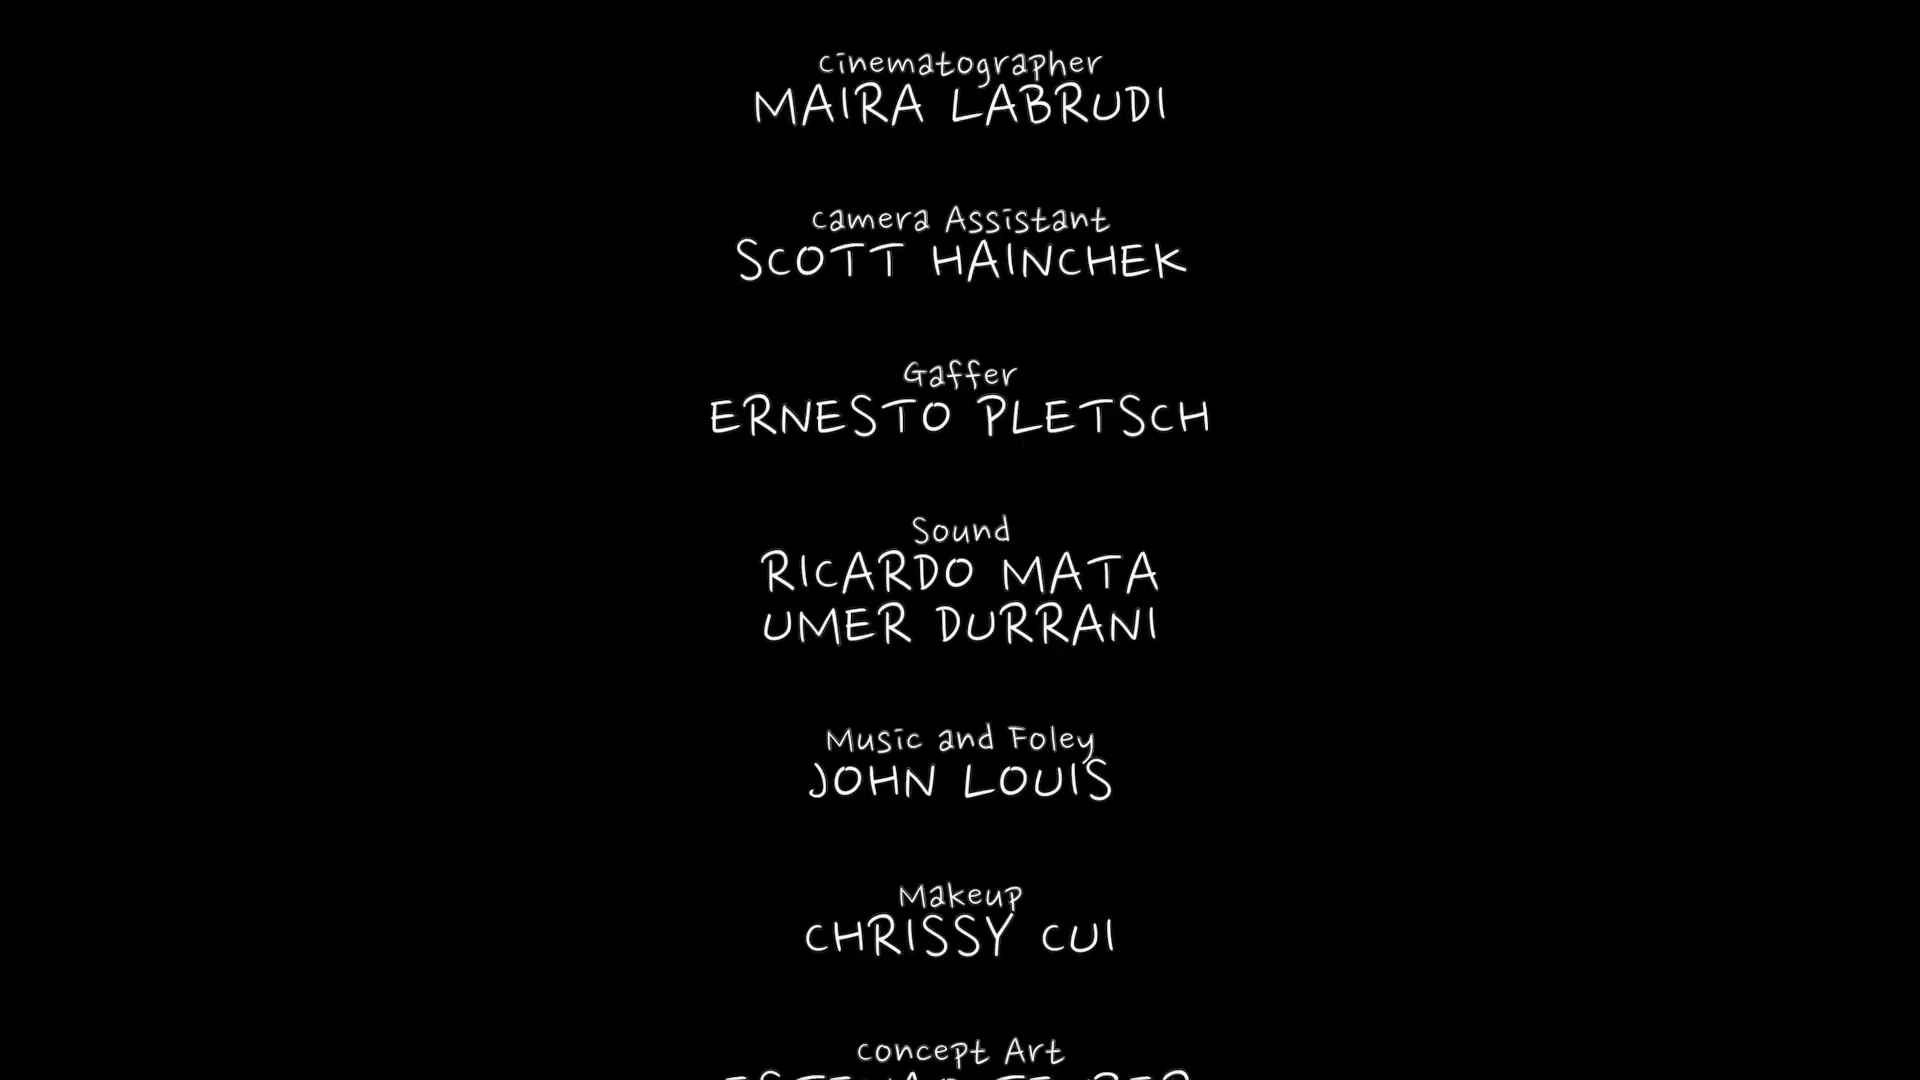 cinematographer
MAIRA LABRUDI
camera Assistant
SCOTT HAINCHEK
Gaffer
ERNESTO PLETSCH
Sound
RICARDO MATA
UMER DURRANI
Music and Foley
JOHN LOUIS
Makeup
CHRISSY CUI
concept Art